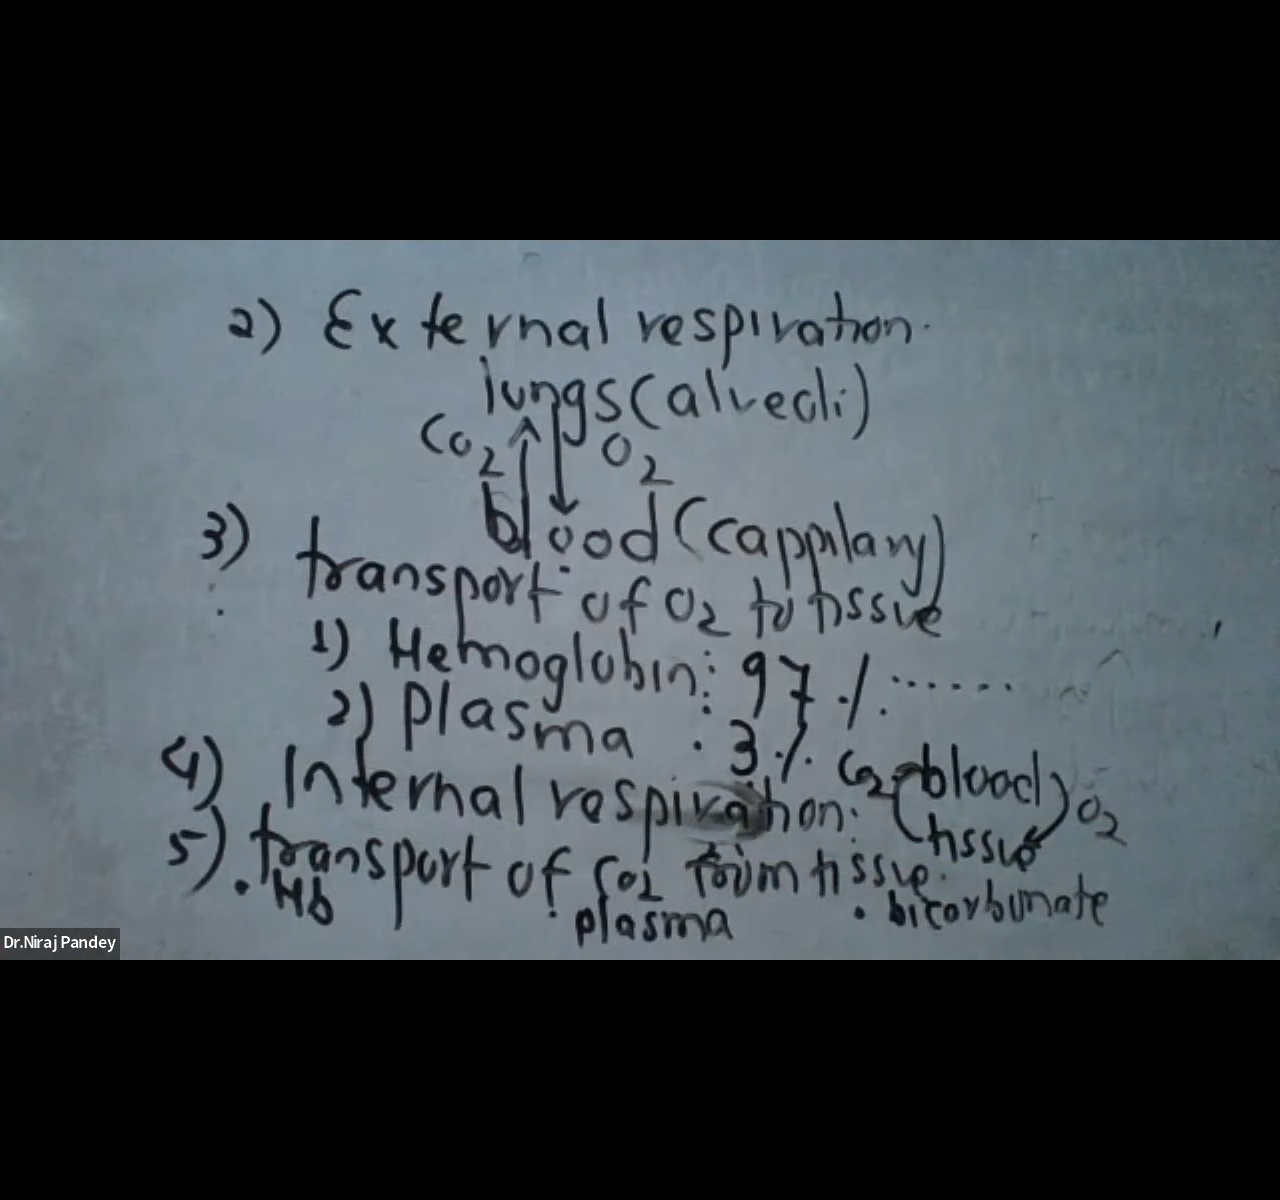 2) External respiration.
lungs (alveoli)
CO2 O2
blood (cappilary)
3) transport of O2 to tissue
1) Hemoglobin: 97 %......
2) Plasma : 3 %.
4) Internal respiration: CO2 (blood) O2
tissue
5) transport of CO2 from tissue.
• Hb • plasma • bicarbonate
Dr.Niraj Pandey